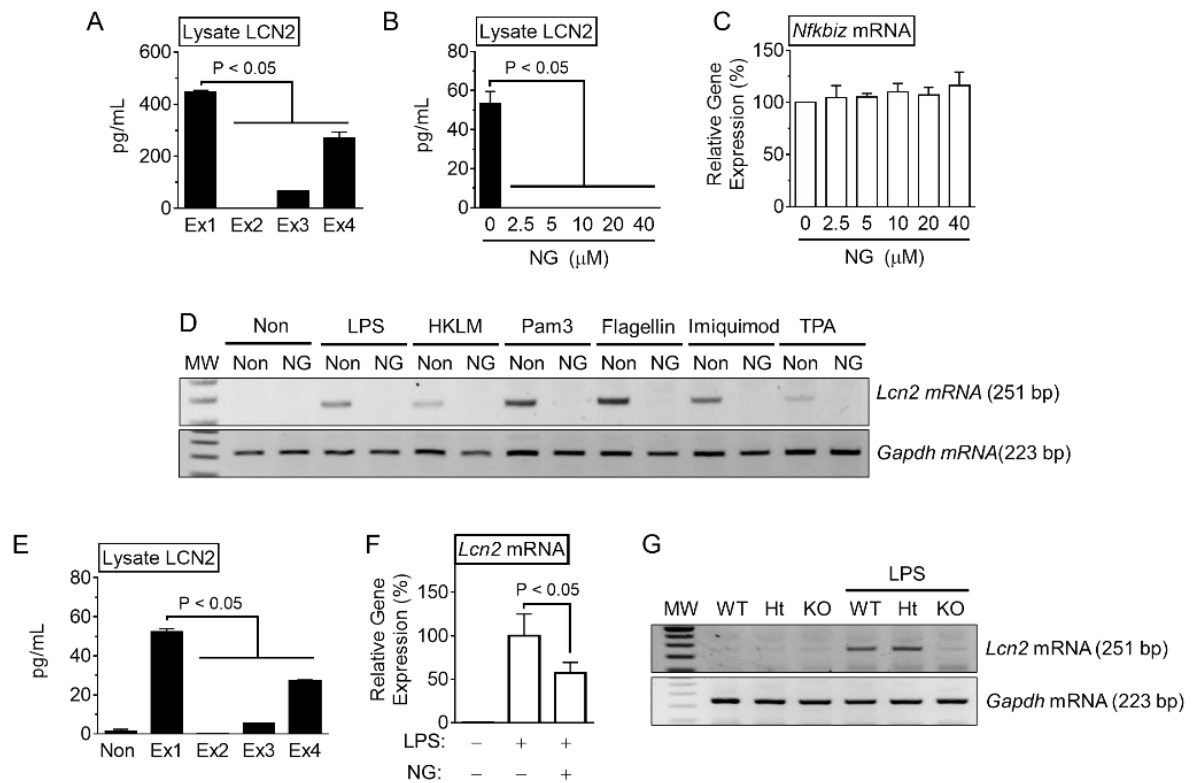 A
Lysate LCN2
600
400
200
0
pg/mL
P < 0.05
Ex1 Ex2 Ex3 Ex4
B
Lysate LCN2
80
60
40
20
0
pg/mL
P < 0.05
0 2.5 5 10 20 40
NG (μM)
C
Nfkbiz mRNA
150
100
50
0
Relative Gene
Expression (%)
0 2.5 5 10 20 40
NG (μM)
D
Non LPS HKLM Pam3 Flagellin Imiquimod TPA
MW Non NG Non NG Non NG Non NG Non NG Non NG Non NG
Lcn2 mRNA (251 bp)
Gapdh mRNA(223 bp)
E
Lysate LCN2
80
60
40
20
0
pg/mL
P < 0.05
Non Ex1 Ex2 Ex3 Ex4
F
Lcn2 mRNA
150
100
50
0
Relative Gene
Expression (%)
P < 0.05
LPS: – + +
NG: – – +
G
LPS
MW WT Ht KO WT Ht KO
Lcn2 mRNA (251 bp)
Gapdh mRNA (223 bp)